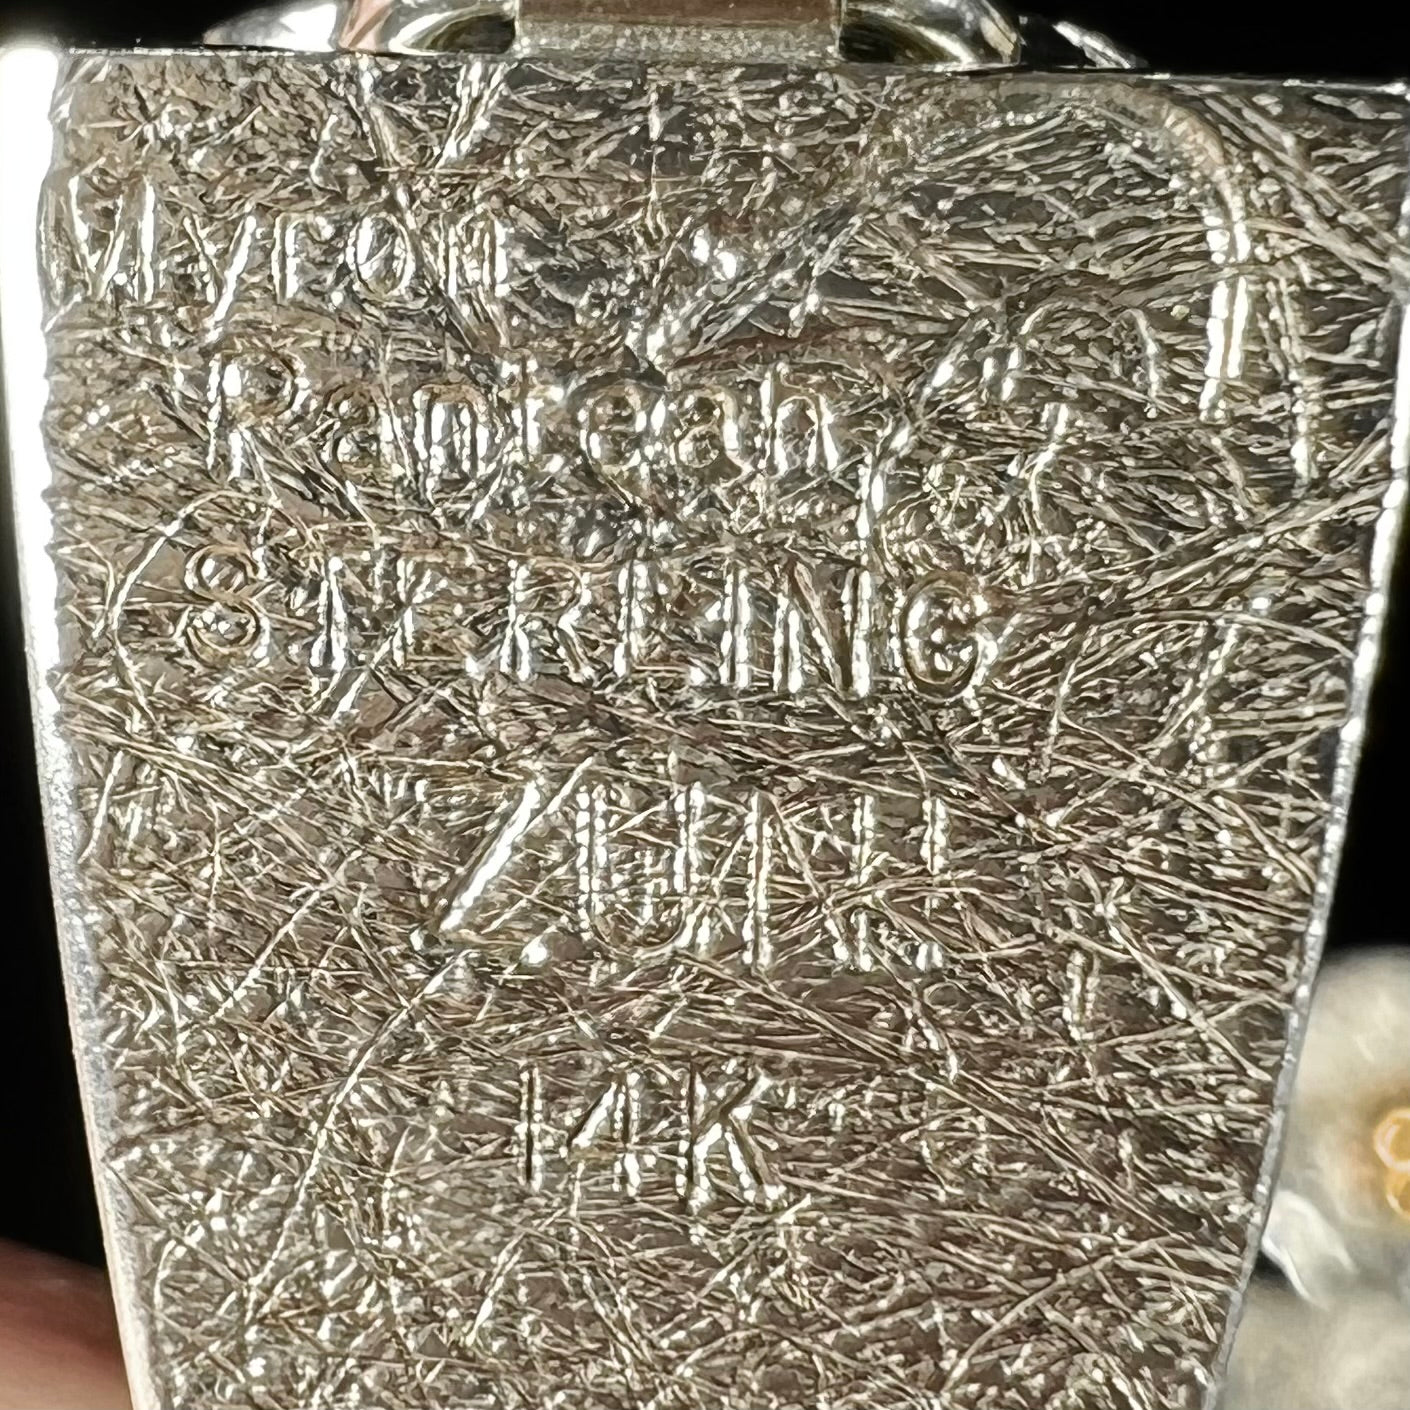 Myron
Panteah
STERLING
ZUNI
14K